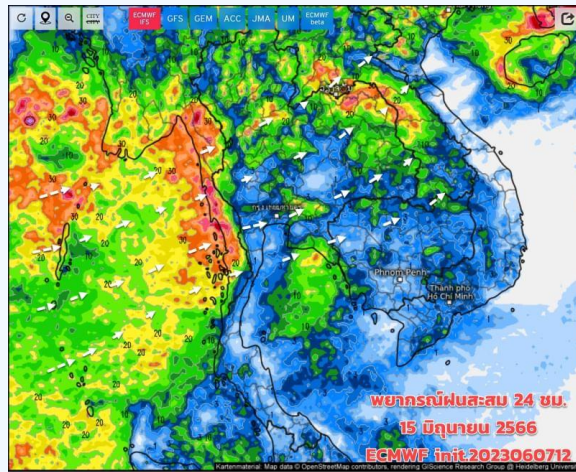 CITY
CITY
ECMWF
IFS
GFS
GEM
ACC
JMA
UM
ECMWF
beta
Phnom Penh
Thành phố
Hồ Chí Minh
พยากรณ์ฝนสะสม 24 ชม.
15 มิถุนายน 2566
ECMWF init.2023060712
Kartenmaterial: Map data © OpenStreetMap contributors, rendering GIScience Research Group @ Heidelberg Univers